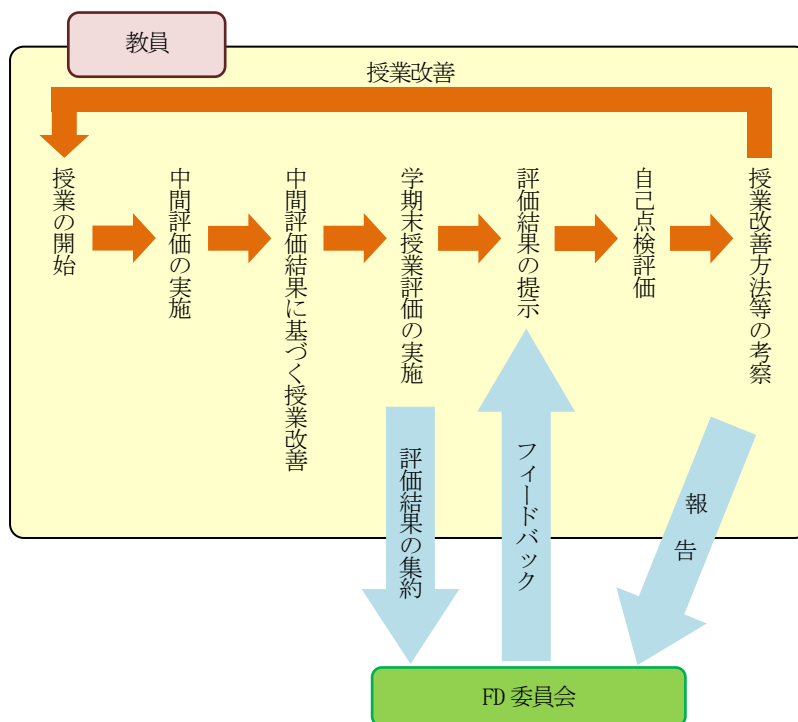 教員
授業改善
授業の開始
中間評価の実施
中間評価結果に基づく授業改善
学期末授業評価の実施
評価結果の提示
自己点検評価
授業改善方法等の考察
評価結果の集約
フィードバック
報告
FD委員会